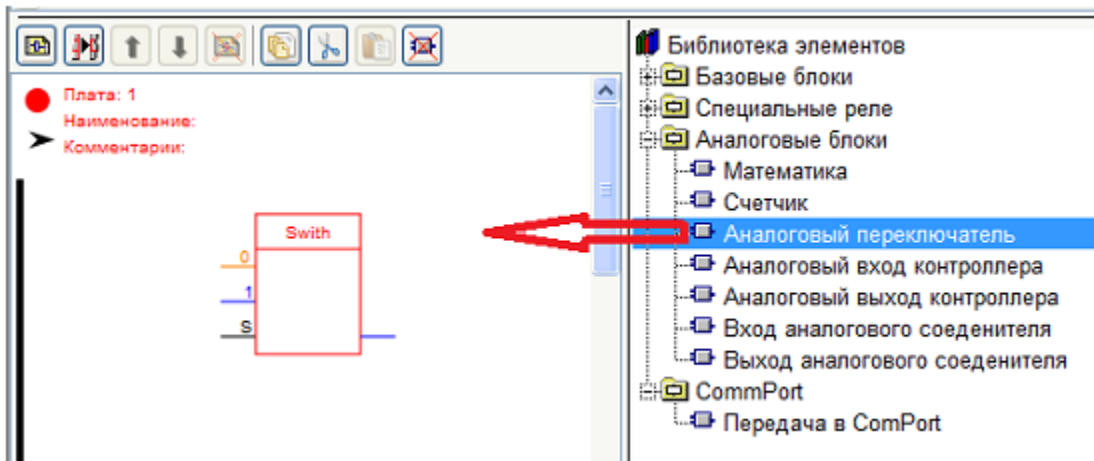 Плата: 1
Наименование:
Комментарии:
Swith
0
1
S
Библиотека элементов
Базовые блоки
Специальные реле
Аналоговые блоки
Математика
Счетчик
Аналоговый переключатель
Аналоговый вход контроллера
Аналоговый выход контроллера
Вход аналогового соеденителя
Выход аналогового соеденителя
CommPort
Передача в ComPort